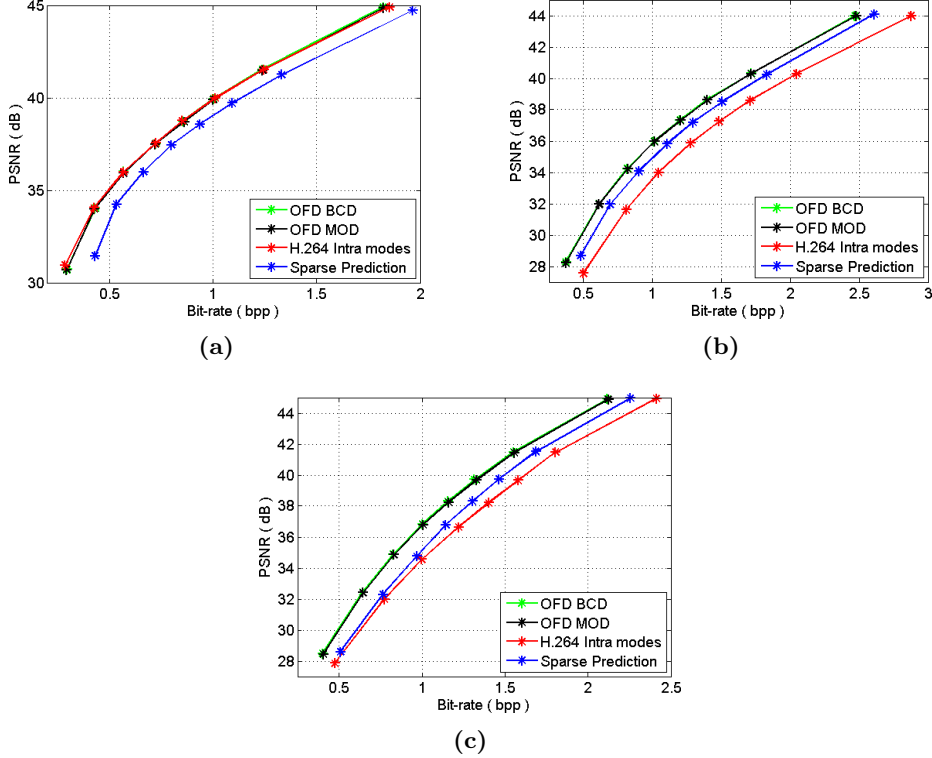 PSNR ( dB )
45
40
35
30
0.5
1
1.5
2
Bit-rate ( bpp )
OFD BCD
OFD MOD
H.264 Intra modes
Sparse Prediction
(a)
PSNR ( dB )
44
42
40
38
36
34
32
30
28
0.5
1
1.5
2
2.5
3
Bit-rate ( bpp )
OFD BCD
OFD MOD
H.264 Intra modes
Sparse Prediction
(b)
PSNR ( dB )
44
42
40
38
36
34
32
30
28
0.5
1
1.5
2
2.5
Bit-rate ( bpp )
OFD BCD
OFD MOD
H.264 Intra modes
Sparse Prediction
(c)